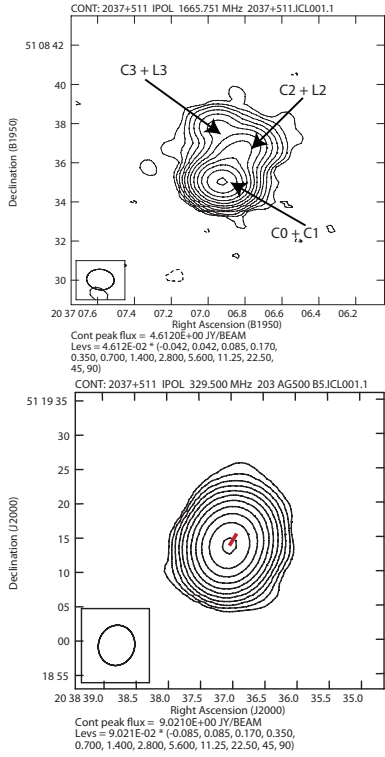 CONT: 2037+511 IPOL 1665.751 MHZ 2037+511.ICL001.1
51 08 42
40
38
36
34
32
30
Declination (B1950)
C3 + L3
C2 + L2
C0 + C1
20 37 07.6 07.4 07.2 07.0 06.8 06.6 06.4 06.2
Right Ascension (B1950)
Cont peak flux = 4.6120E+00 JY/BEAM
Levs = 4.612E-02 * (-0.042, 0.042, 0.085, 0.170,
0.350, 0.700, 1.400, 2.800, 5.600, 11.25, 22.50,
45, 90)
CONT: 2037+511 IPOL 329.500 MHZ 203 AG500 B5.ICL001.1
51 19 35
30
25
20
15
10
05
00
18 55
Declination (J2000)
20 38 39.0 38.5 38.0 37.5 37.0 36.5 36.0 35.5 35.0
Right Ascension (J2000)
Cont peak flux = 9.0210E+00 JY/BEAM
Levs = 9.021E-02 * (-0.085, 0.085, 0.170, 0.350,
0.700, 1.400, 2.800, 5.600, 11.25, 22.50, 45, 90)